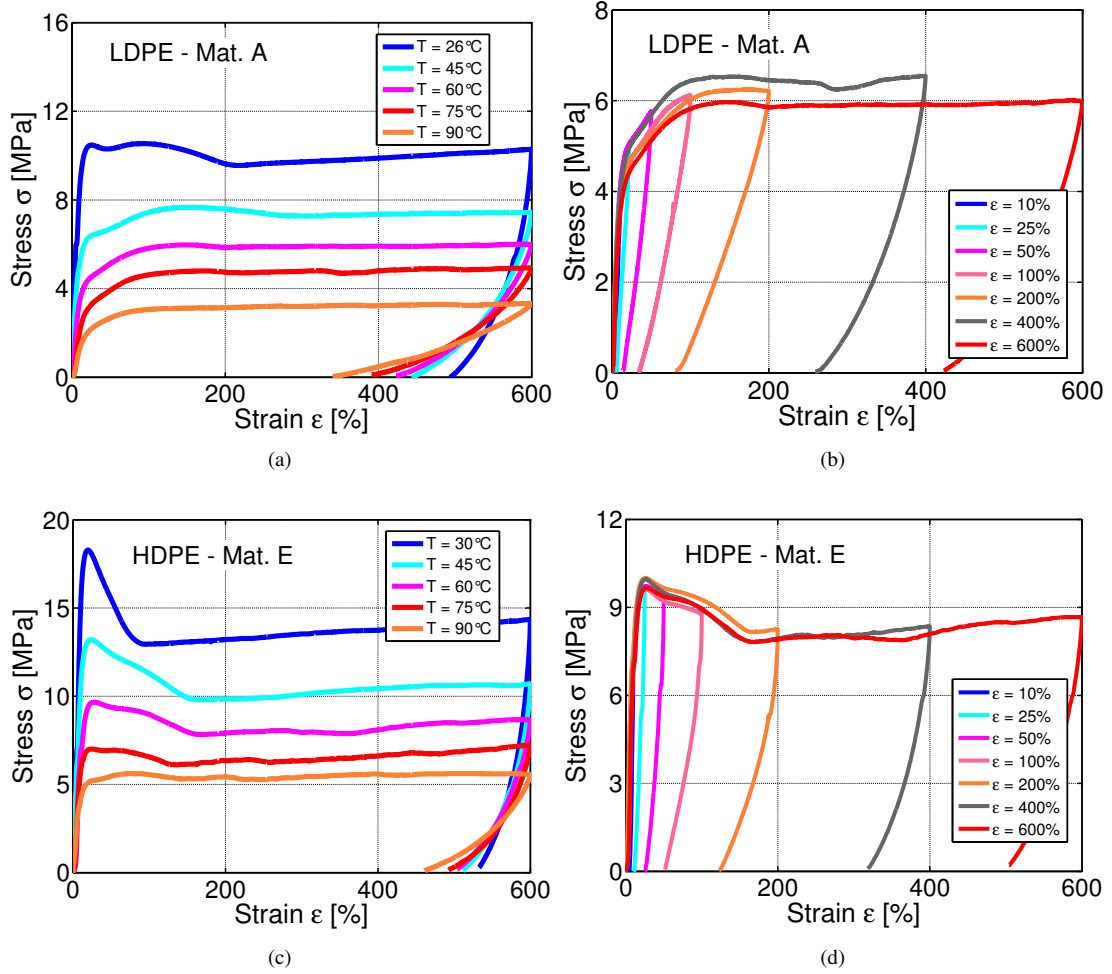 16
12
8
4
0
0
200
400
600
Stress σ [MPa]
Strain ε [%]
LDPE - Mat. A
T = 26°C
T = 45°C
T = 60°C
T = 75°C
T = 90°C
(a)
8
6
4
2
0
0
200
400
600
Stress σ [MPa]
Strain ε [%]
LDPE - Mat. A
ε = 10%
ε = 25%
ε = 50%
ε = 100%
ε = 200%
ε = 400%
ε = 600%
(b)
20
15
10
5
0
0
200
400
600
Stress σ [MPa]
Strain ε [%]
HDPE - Mat. E
T = 30°C
T = 45°C
T = 60°C
T = 75°C
T = 90°C
(c)
12
9
6
3
0
0
200
400
600
Stress σ [MPa]
Strain ε [%]
HDPE - Mat. E
ε = 10%
ε = 25%
ε = 50%
ε = 100%
ε = 200%
ε = 400%
ε = 600%
(d)